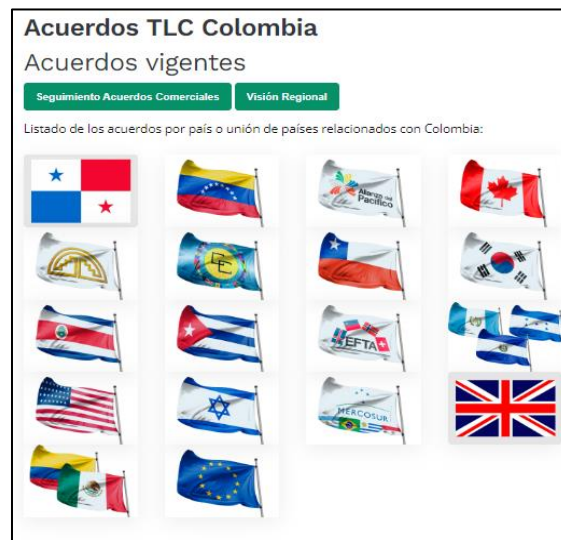 Acuerdos TLC Colombia
Acuerdos vigentes
Seguimiento Acuerdos Comerciales Visión Regional
Listado de los acuerdos por país o unión de países relacionados con Colombia:
Alianza del
Pacífico
CC
EFTA
MERCOSUR